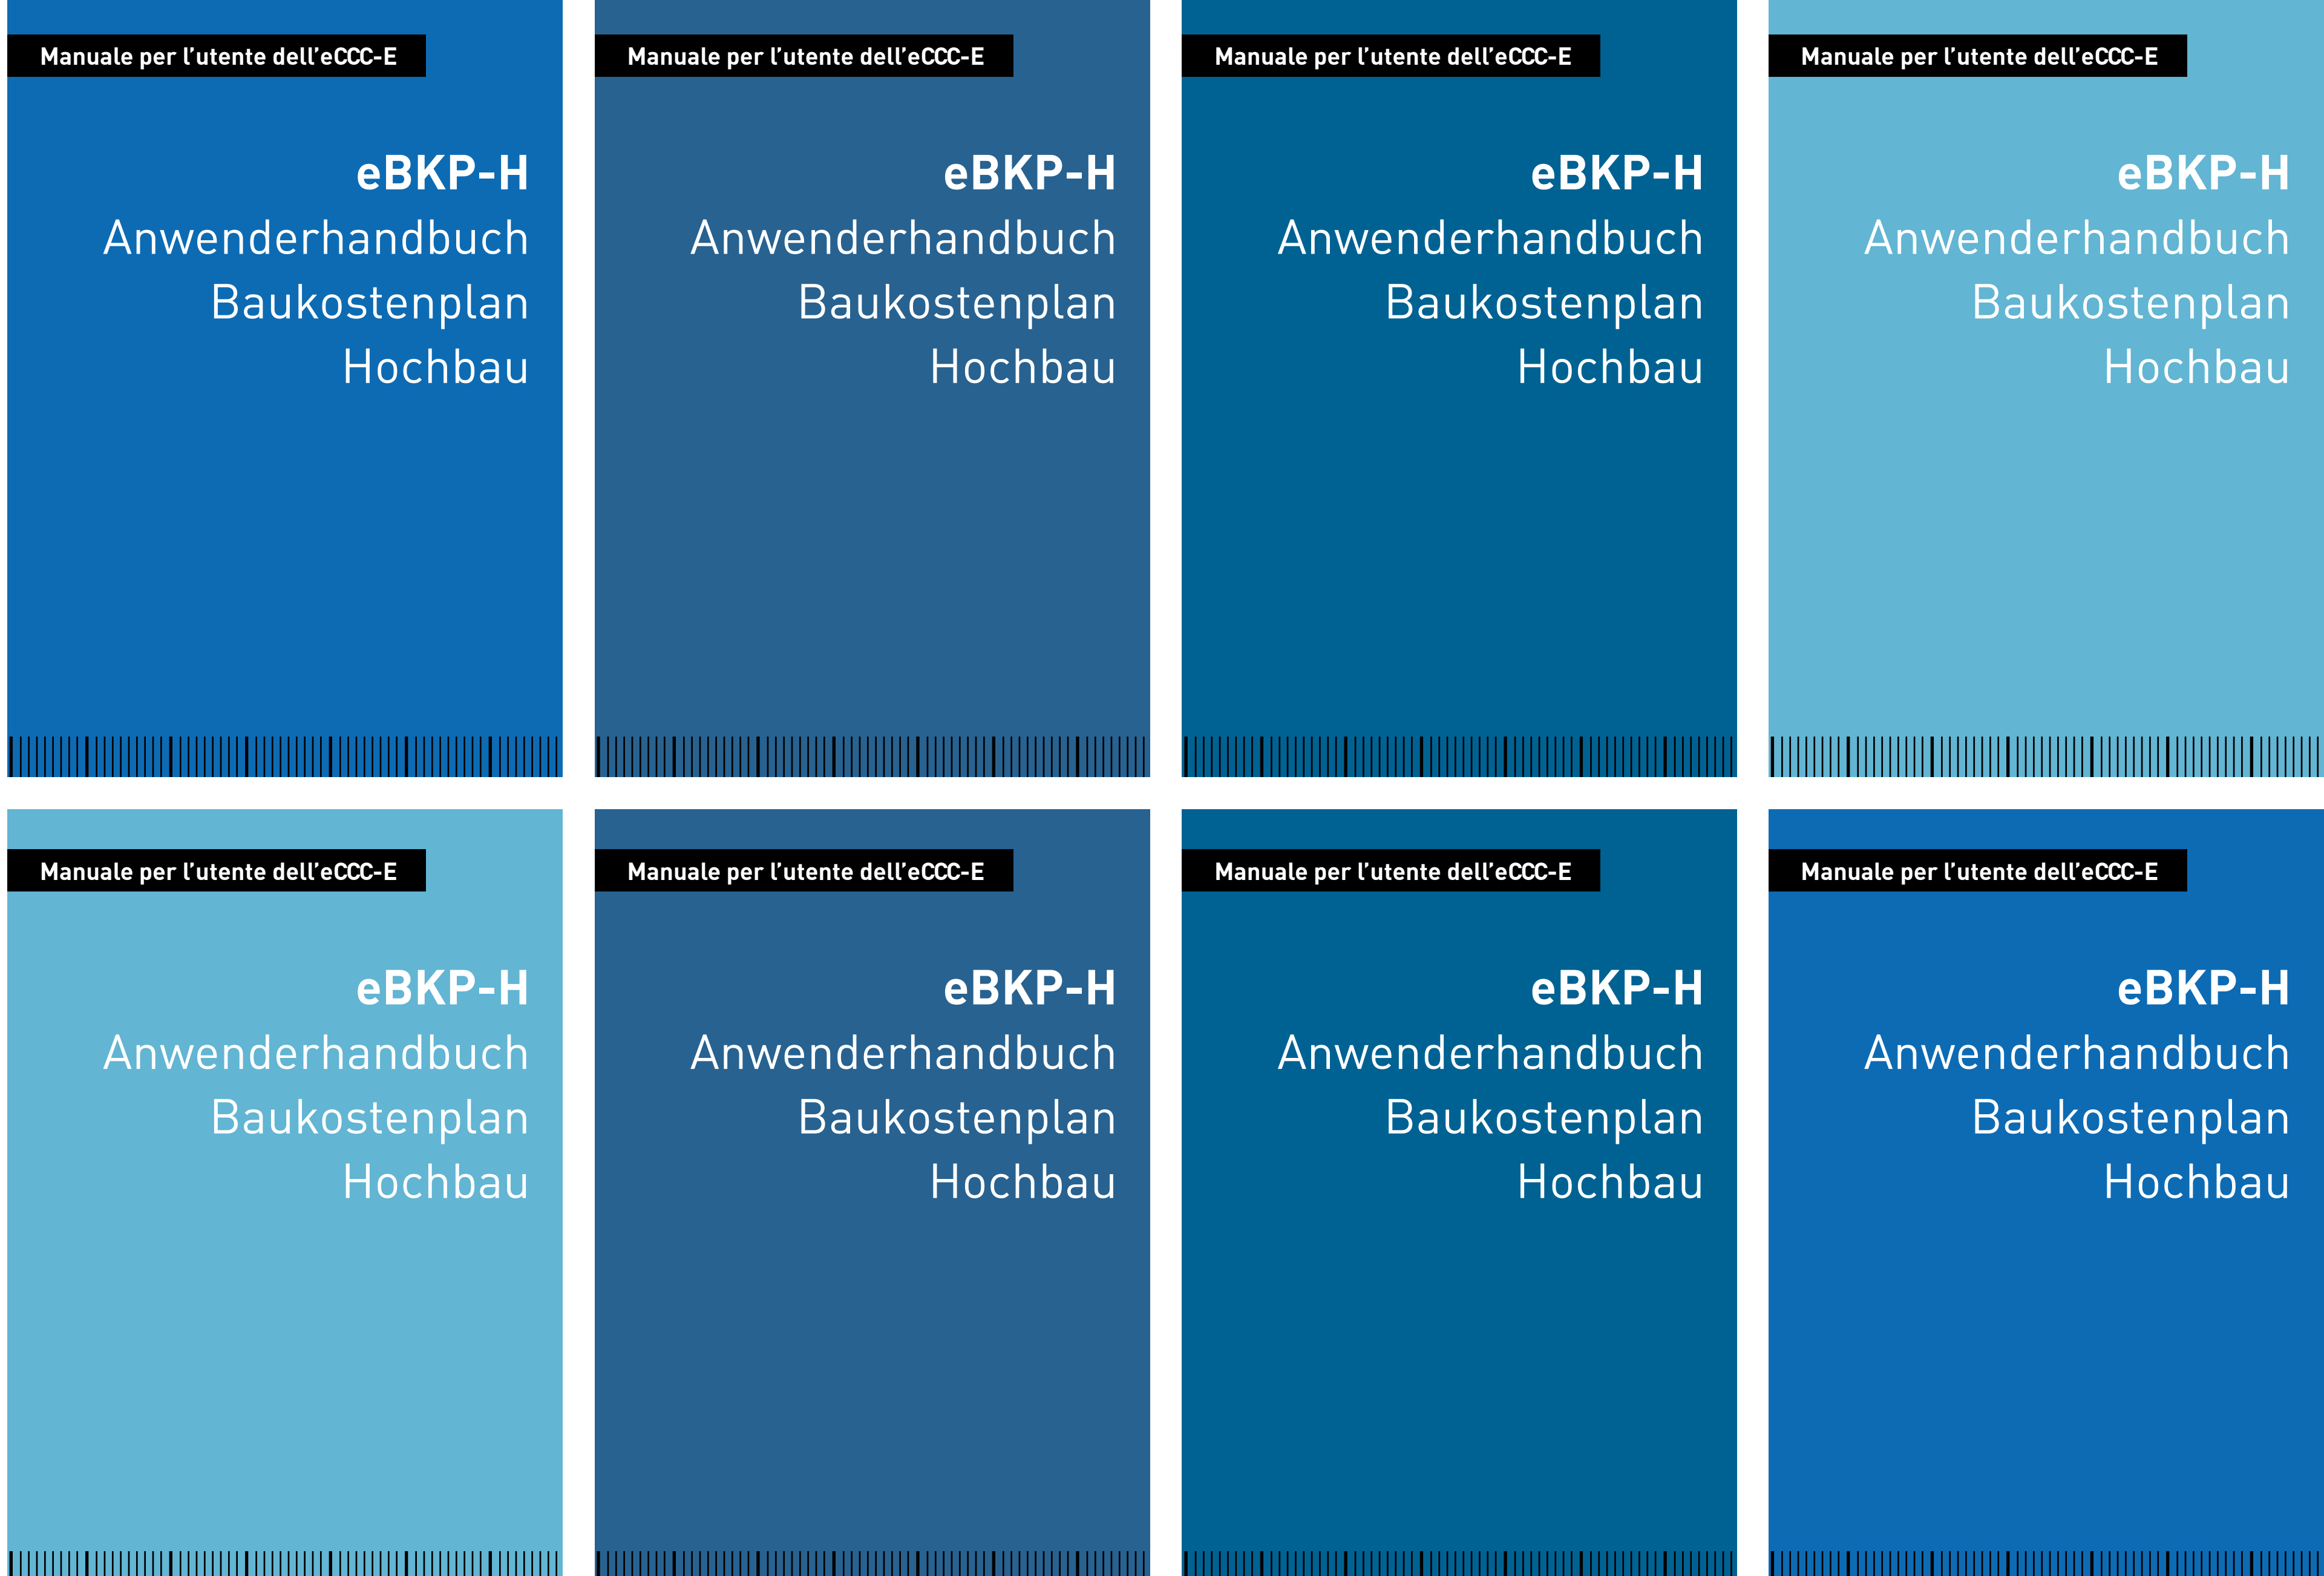 Manuale per l’utente dell’eCCC-E
eBKP-H
Anwenderhandbuch
Baukostenplan
Hochbau
Manuale per l’utente dell’eCCC-E
eBKP-H
Anwenderhandbuch
Baukostenplan
Hochbau
Manuale per l’utente dell’eCCC-E
eBKP-H
Anwenderhandbuch
Baukostenplan
Hochbau
Manuale per l’utente dell’eCCC-E
eBKP-H
Anwenderhandbuch
Baukostenplan
Hochbau
Manuale per l’utente dell’eCCC-E
eBKP-H
Anwenderhandbuch
Baukostenplan
Hochbau
Manuale per l’utente dell’eCCC-E
eBKP-H
Anwenderhandbuch
Baukostenplan
Hochbau
Manuale per l’utente dell’eCCC-E
eBKP-H
Anwenderhandbuch
Baukostenplan
Hochbau
Manuale per l’utente dell’eCCC-E
eBKP-H
Anwenderhandbuch
Baukostenplan
Hochbau